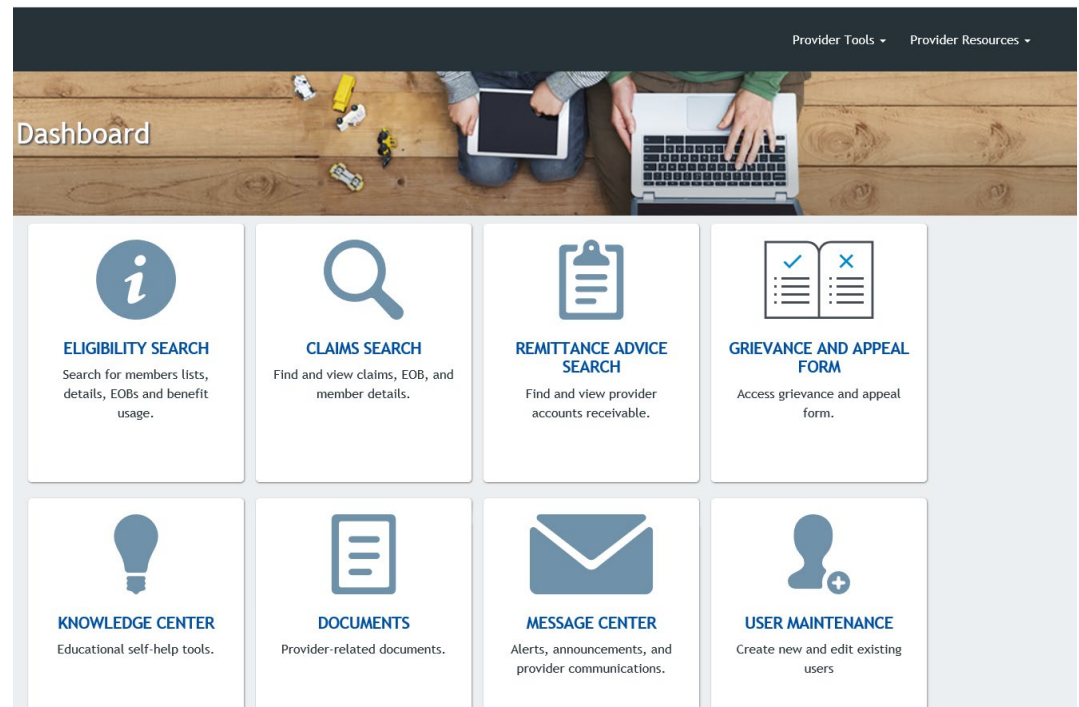 Provider Tools Provider Resources
Dashboard
ELIGIBILITY SEARCH
Search for members lists,
details, EOBs and benefit
usage.
CLAIMS SEARCH
Find and view claims, EOB, and
member details.
REMITTANCE ADVICE
SEARCH
Find and view provider
accounts receivable.
GRIEVANCE AND APPEAL
FORM
Access grievance and appeal
form.
KNOWLEDGE CENTER
Educational self-help tools.
DOCUMENTS
Provider-related documents.
MESSAGE CENTER
Alerts, announcements, and
provider communications.
USER MAINTENANCE
Create new and edit existing
users